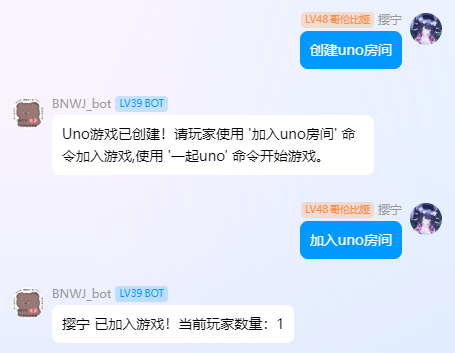 LV48 哥伦比娅 撄宁
创建uno房间
BNWJ_bot LV39 BOT
Uno游戏已创建！请玩家使用 '加入uno房间' 命
令加入游戏,使用 '一起uno' 命令开始游戏。
LV48 哥伦比娅 撄宁
加入uno房间
BNWJ_bot LV39 BOT
撄宁 已加入游戏！当前玩家数量：1